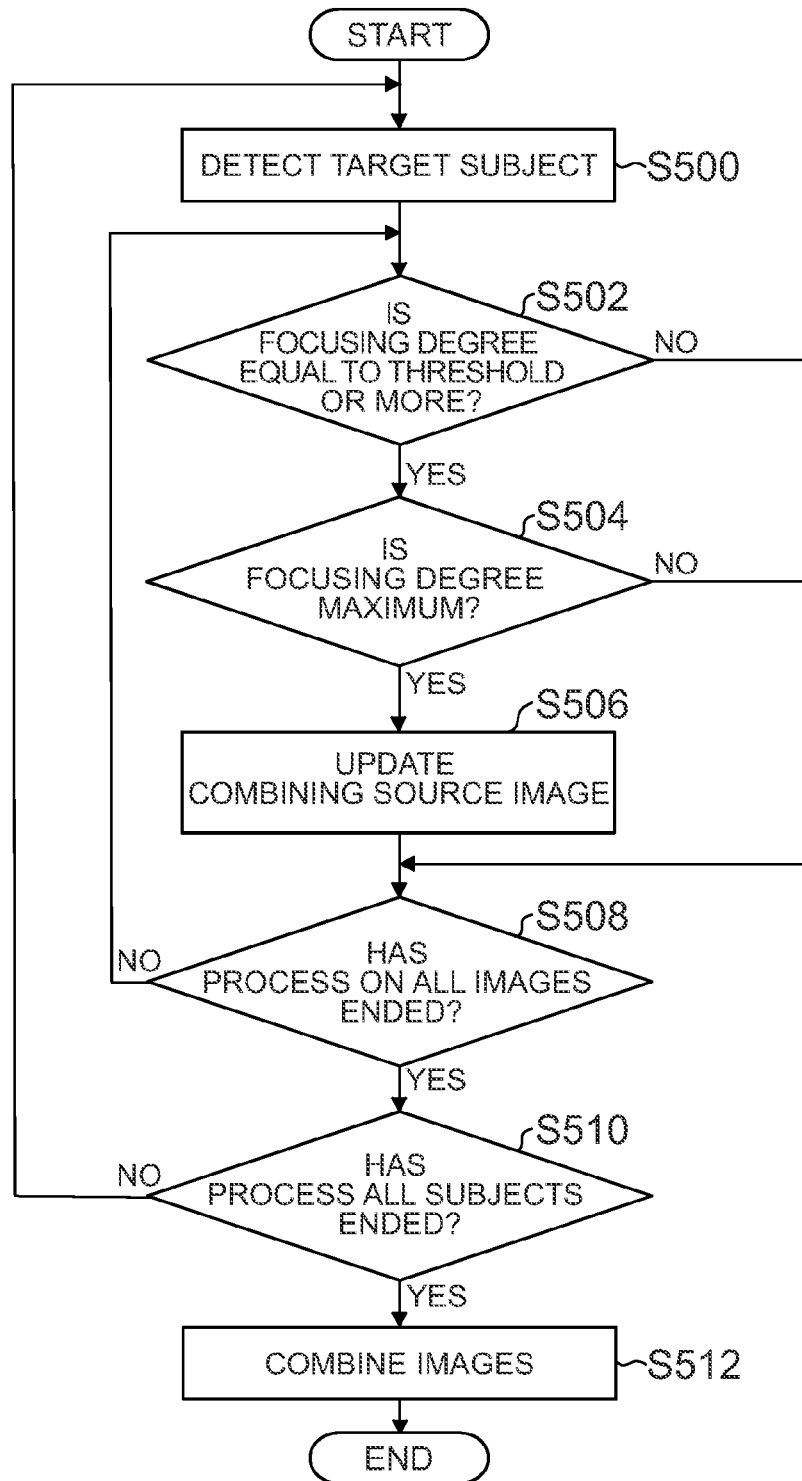 START
DETECT TARGET SUBJECT
S500
S502
IS
FOCUSING DEGREE
EQUAL TO THRESHOLD
OR MORE?
NO
YES
S504
IS
FOCUSING DEGREE
MAXIMUM?
NO
YES
S506
UPDATE
COMBINING SOURCE IMAGE
S508
HAS
PROCESS ON ALL IMAGES
ENDED?
NO
YES
S510
HAS
PROCESS ALL SUBJECTS
ENDED?
NO
YES
COMBINE IMAGES
S512
END